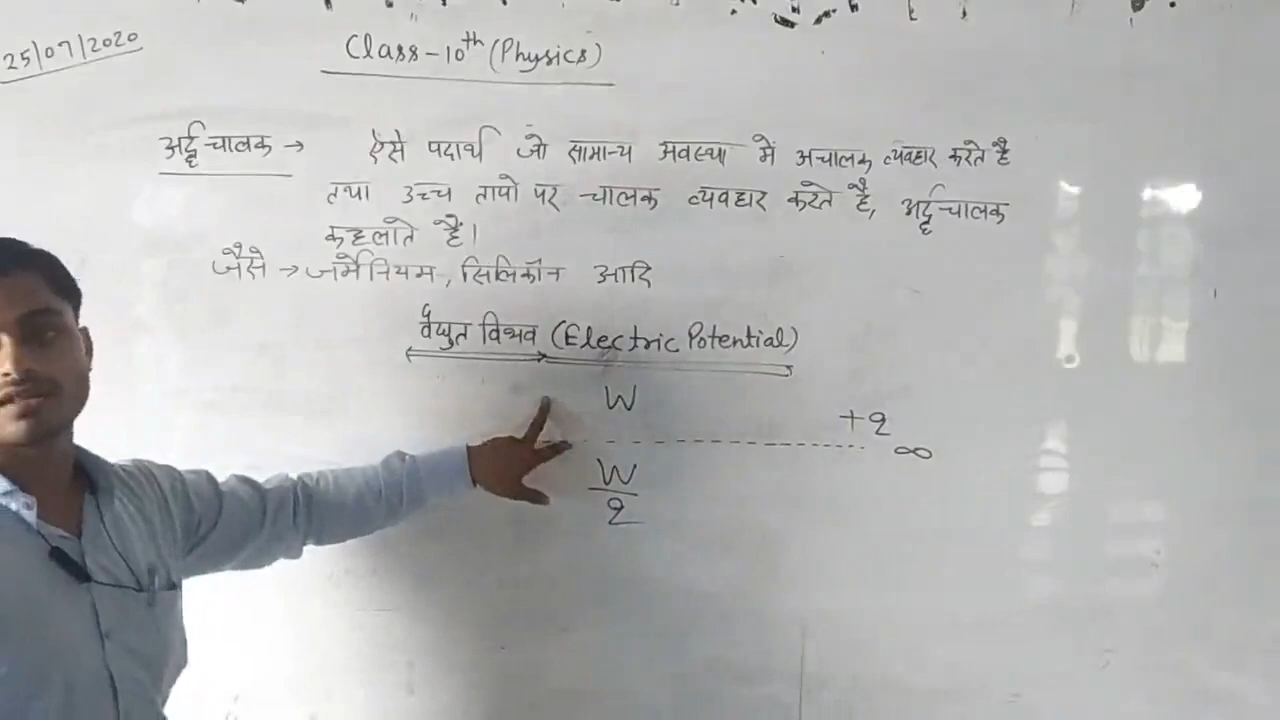 25/07/2020
Class-10th (Physics)
अर्द्धचालक → ऐसे पदार्थ जो सामान्य अवस्था में अचालक व्यवहार करते है
तथा उच्च तापो पर चालक व्यवहार करते है, अर्द्धचालक
कहलाते हैं।
जैसे → जर्मेनियम, सिलिकॉन आदि
वैद्युत विभव (Electric Potential)
W
+q
∞
W
q